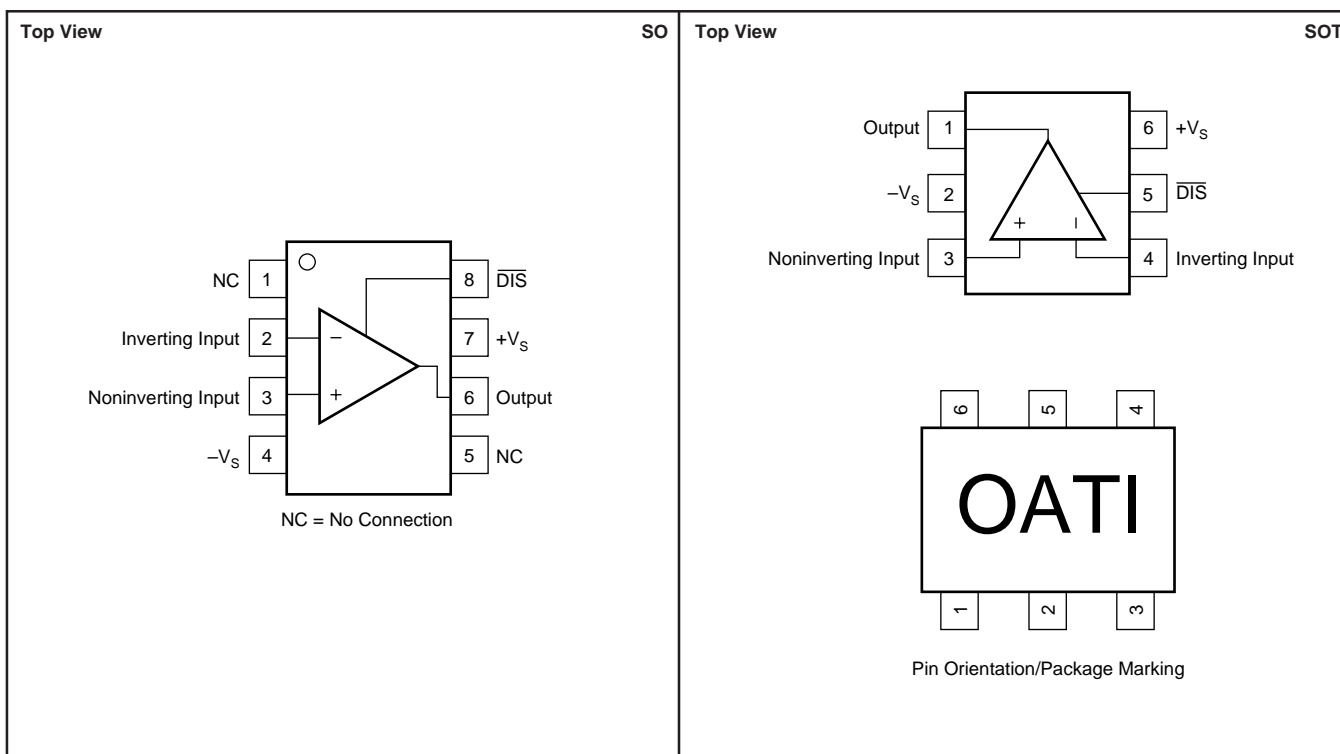 Top View SO
NC 1
8 D̅I̅S̅
Inverting Input 2
−
7 +VS
Noninverting Input 3
+
6 Output
–VS 4
5 NC
NC = No Connection
Top View SOT
Output 1
6 +VS
–VS 2
5 D̅I̅S̅
+ −
Noninverting Input 3
4 Inverting Input
6 5 4
OATI
1 2 3
Pin Orientation/Package Marking